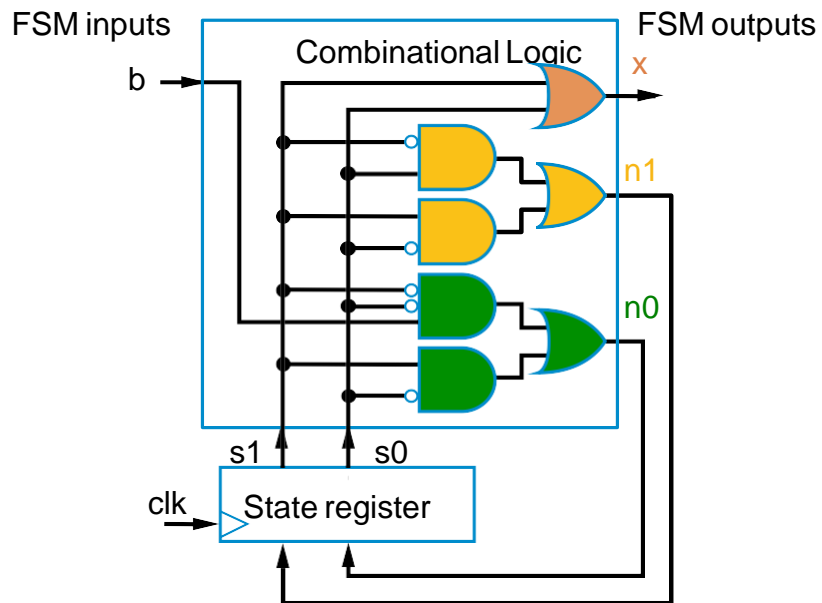 FSM inputs
FSM outputs
Combinational Logic
x
b
n1
n0
s1
s0
clk
State register